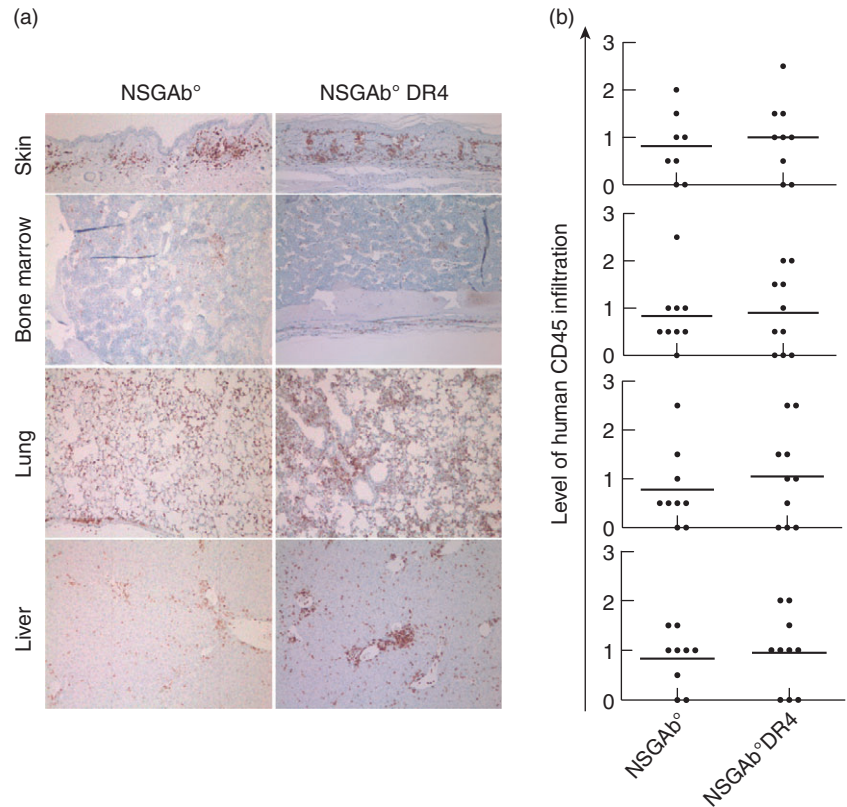 (a)
NSGAb° NSGAb° DR4
Skin
Bone marrow
Lung
Liver
(b)
Level of human CD45 infiltration
3
2
1
0
3
2
1
0
3
2
1
0
3
2
1
0
NSGAb°
NSGAb°DR4